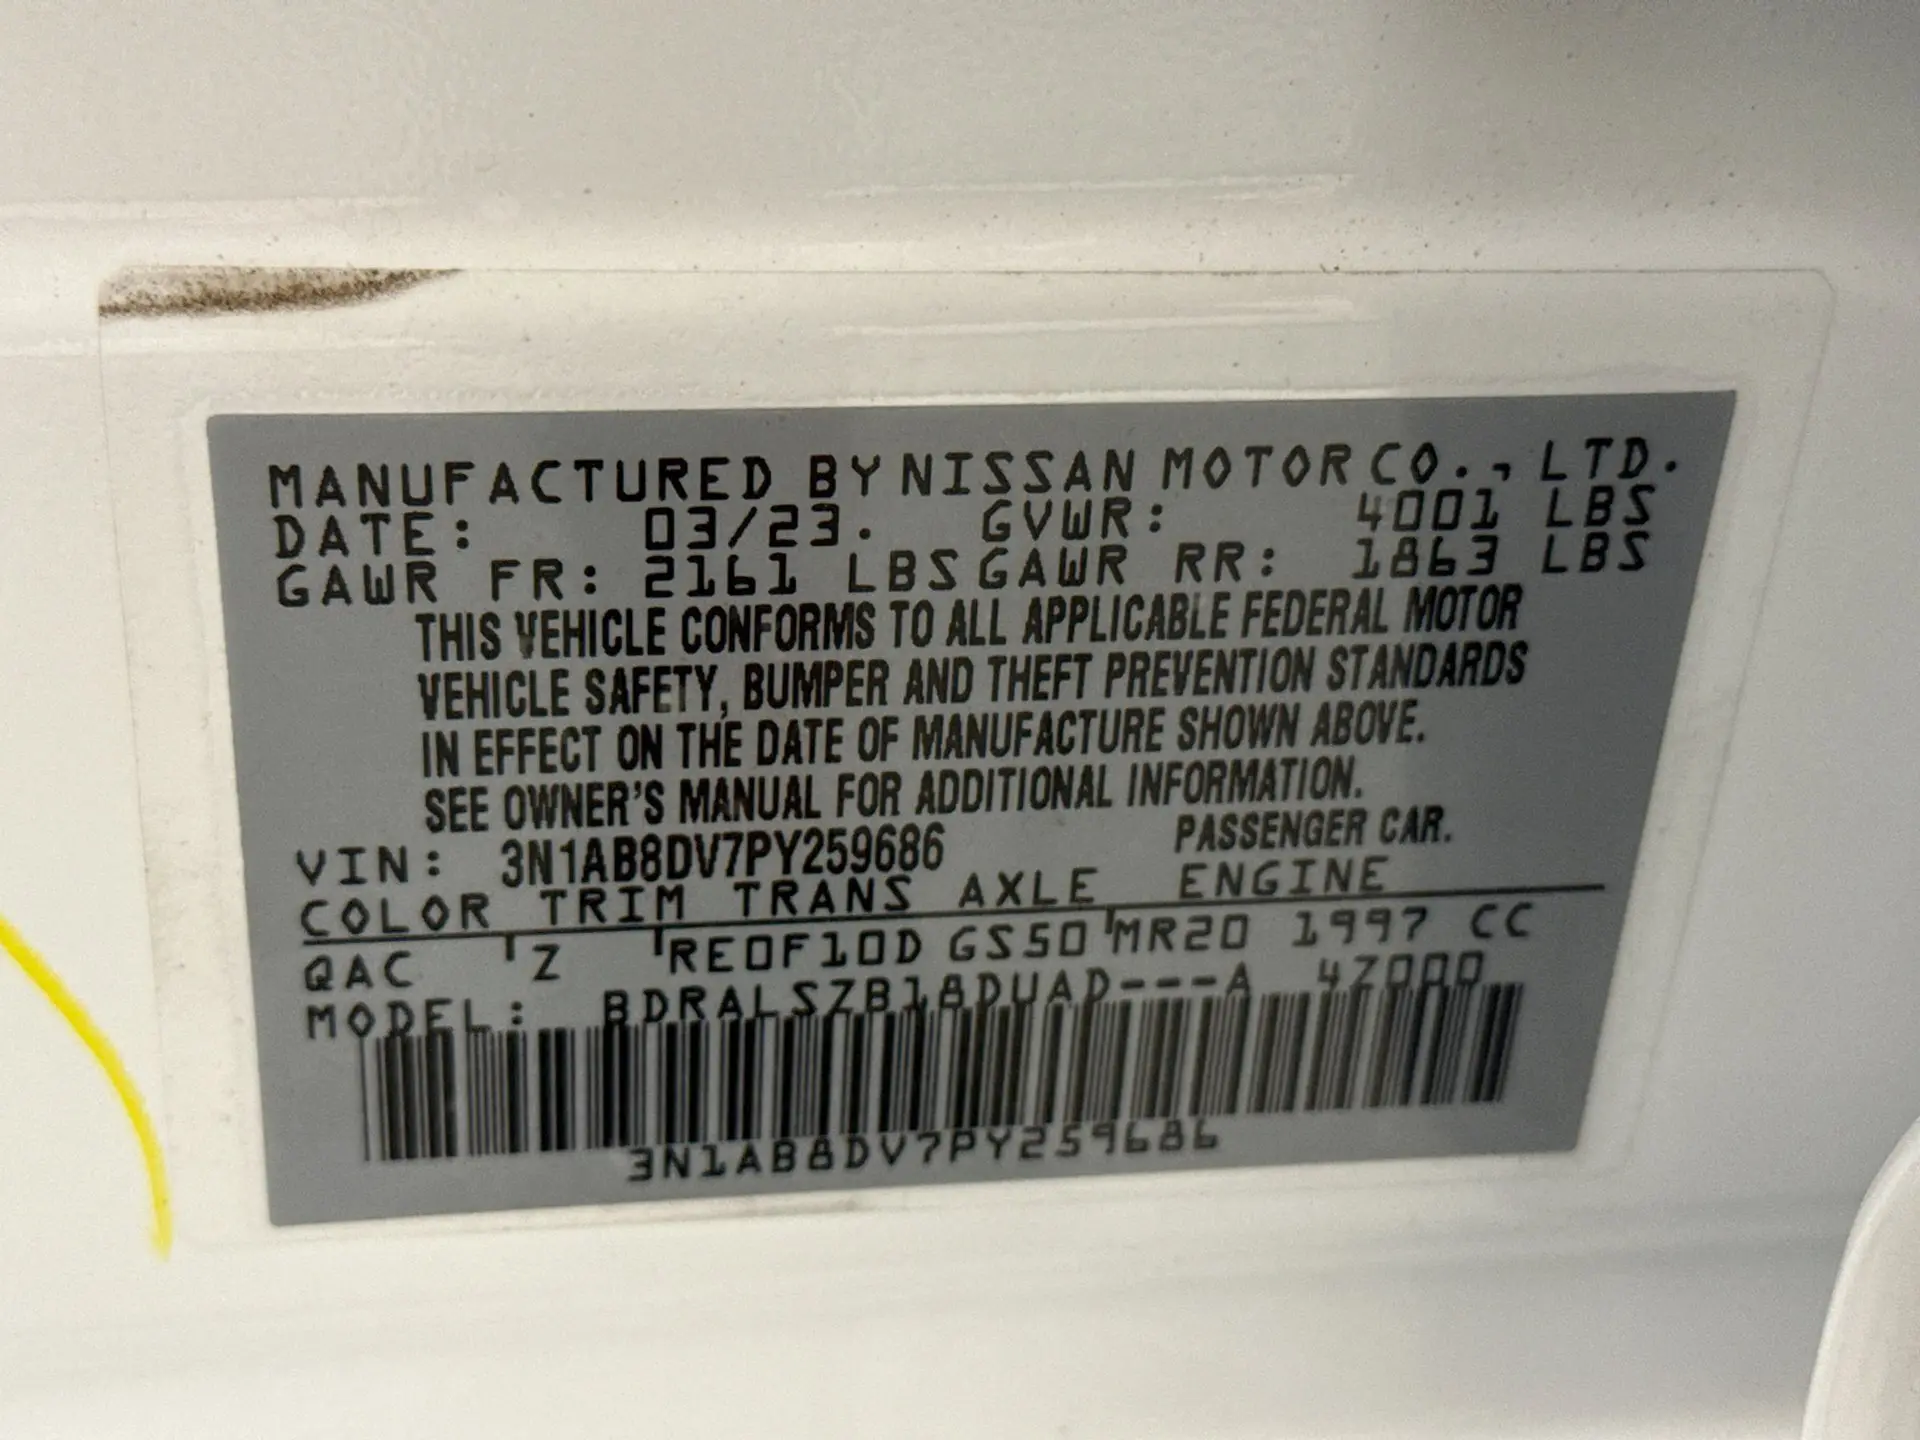 MANUFACTURED BY NISSAN MOTOR CO., LTD.
DATE: 03/23. GVWR: 4001 LBS
GAWR FR: 2161 LBS GAWR RR: 1863 LBS
THIS VEHICLE CONFORMS TO ALL APPLICABLE FEDERAL MOTOR
VEHICLE SAFETY, BUMPER AND THEFT PREVENTION STANDARDS
IN EFFECT ON THE DATE OF MANUFACTURE SHOWN ABOVE.
SEE OWNER'S MANUAL FOR ADDITIONAL INFORMATION.
VIN: 3N1AB8DV7PY259686 PASSENGER CAR.
COLOR TRIM TRANS AXLE ENGINE
QAC Z RE0F10D GS50 MR20 1997 CC
MODEL: BDRALSZB18DUAD---A 4Z000
3N1AB8DV7PY259686